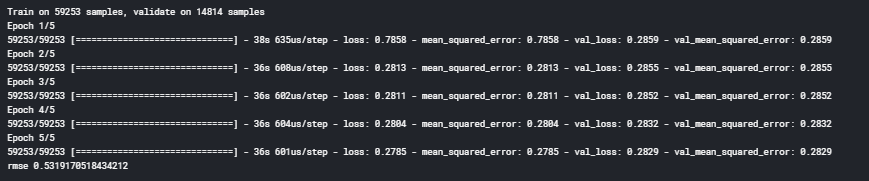 Train on 59253 samples, validate on 14814 samples
Epoch 1/5
59253/59253 [==============================] - 38s 635us/step - loss: 0.7858 - mean_squared_error: 0.7858 - val_loss: 0.2859 - val_mean_squared_error: 0.2859
Epoch 2/5
59253/59253 [==============================] - 36s 608us/step - loss: 0.2813 - mean_squared_error: 0.2813 - val_loss: 0.2855 - val_mean_squared_error: 0.2855
Epoch 3/5
59253/59253 [==============================] - 36s 602us/step - loss: 0.2811 - mean_squared_error: 0.2811 - val_loss: 0.2852 - val_mean_squared_error: 0.2852
Epoch 4/5
59253/59253 [==============================] - 36s 604us/step - loss: 0.2804 - mean_squared_error: 0.2804 - val_loss: 0.2832 - val_mean_squared_error: 0.2832
Epoch 5/5
59253/59253 [==============================] - 36s 601us/step - loss: 0.2785 - mean_squared_error: 0.2785 - val_loss: 0.2829 - val_mean_squared_error: 0.2829
rmse 0.5319170518434212